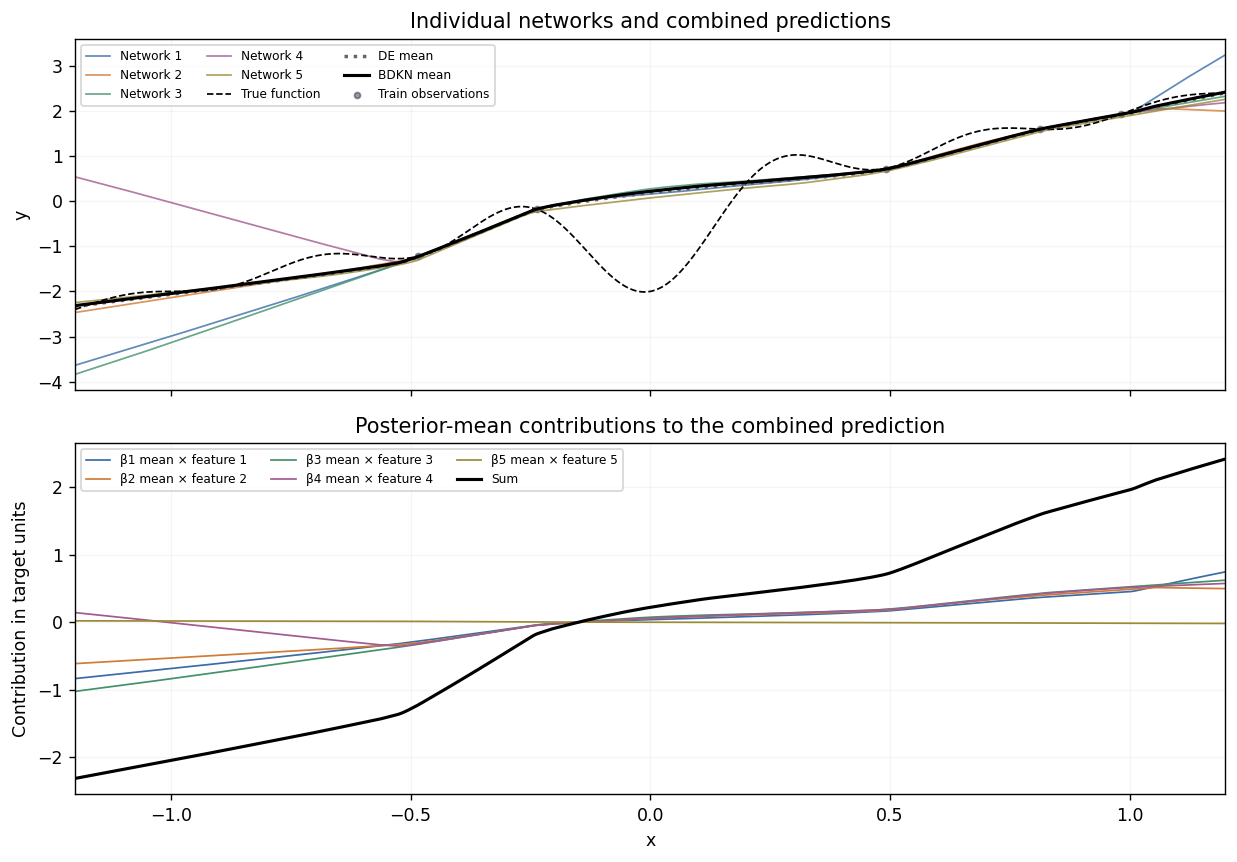 Individual networks and combined predictions
Network 1 Network 4 DE mean
Network 2 Network 5 BDKN mean
Network 3 True function Train observations
3
2
1
0
−1
−2
−3
−4
y
Posterior-mean contributions to the combined prediction
β1 mean × feature 1 β3 mean × feature 3 β5 mean × feature 5
β2 mean × feature 2 β4 mean × feature 4 Sum
2
1
0
−1
−2
Contribution in target units
−1.0 −0.5 0.0 0.5 1.0
x